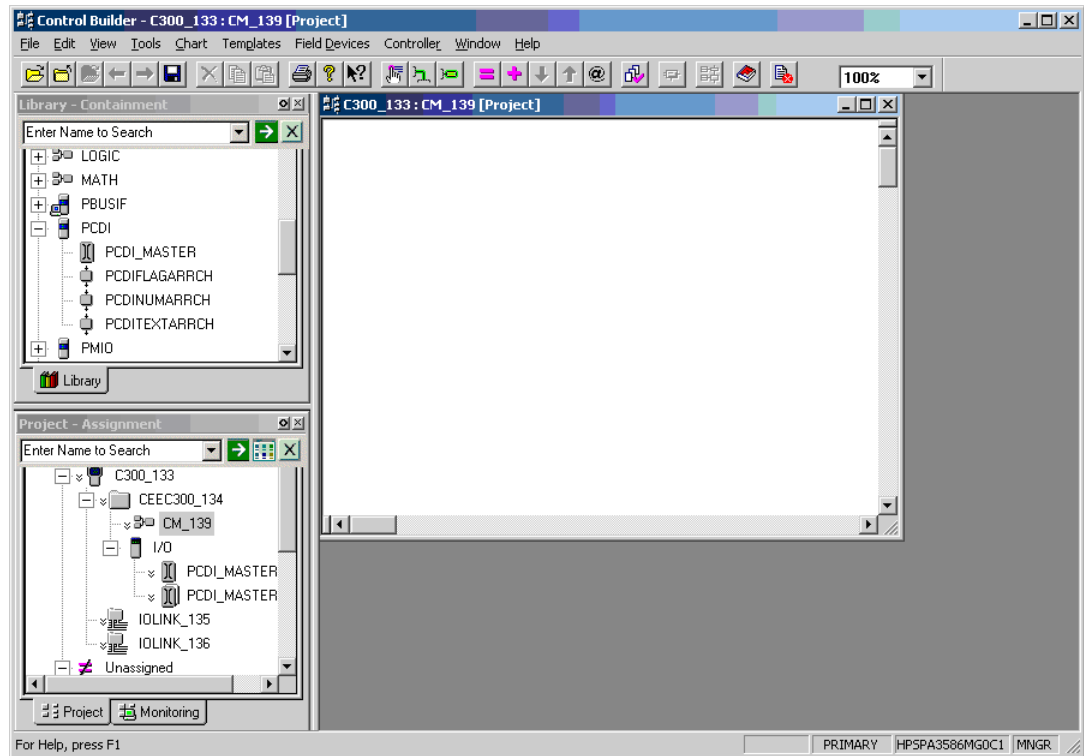 Control Builder - C300_133 : CM_139 [Project]
File Edit View Tools Chart Templates Field Devices Controller Window Help
100%
Library - Containment
Enter Name to Search
LOGIC
MATH
PBUSIF
PCDI
PCDI_MASTER
PCDIFLAGARRCH
PCDINUMARRCH
PCDITEXTARRCH
PMIO
Library
C300_133 : CM_139 [Project]
Project - Assignment
Enter Name to Search
C300_133
CEEC300_134
CM_139
I/O
PCDI_MASTER
PCDI_MASTER
IOLINK_135
IOLINK_136
Unassigned
Project Monitoring
For Help, press F1
PRIMARY HPSPA3586MG0C1 MNGR